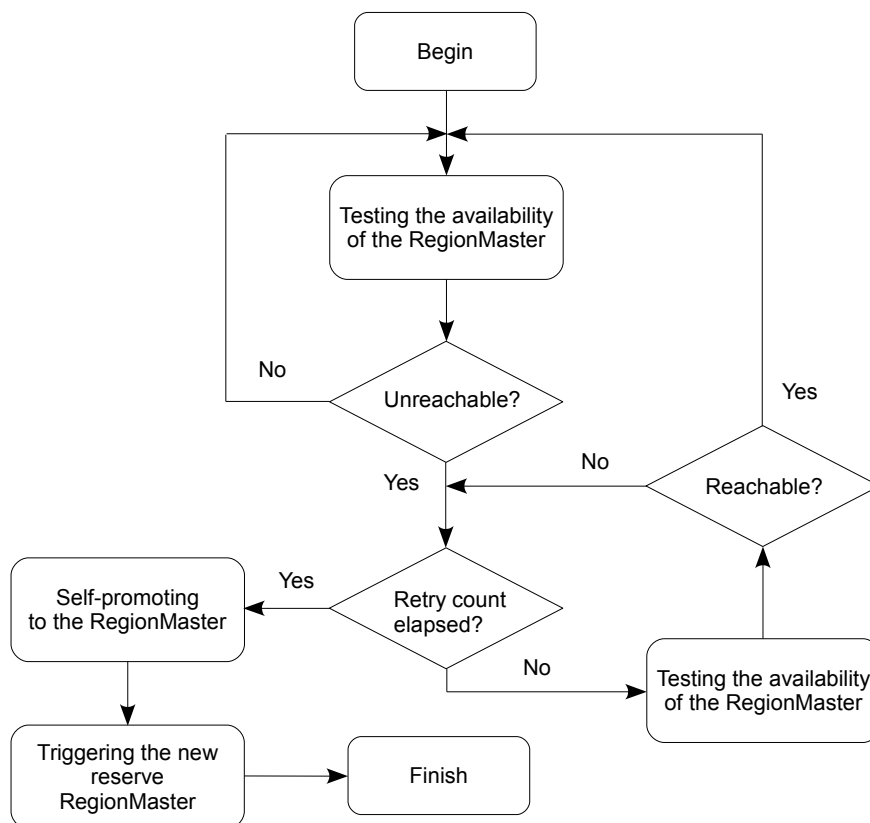 Begin
Testing the availability
of the RegionMaster
No
Unreachable?
Yes
Yes
No
Reachable?
Yes
Retry count
elapsed?
Self-promoting
to the RegionMaster
No
Testing the availability
of the RegionMaster
Triggering the new
reserve
RegionMaster
Finish